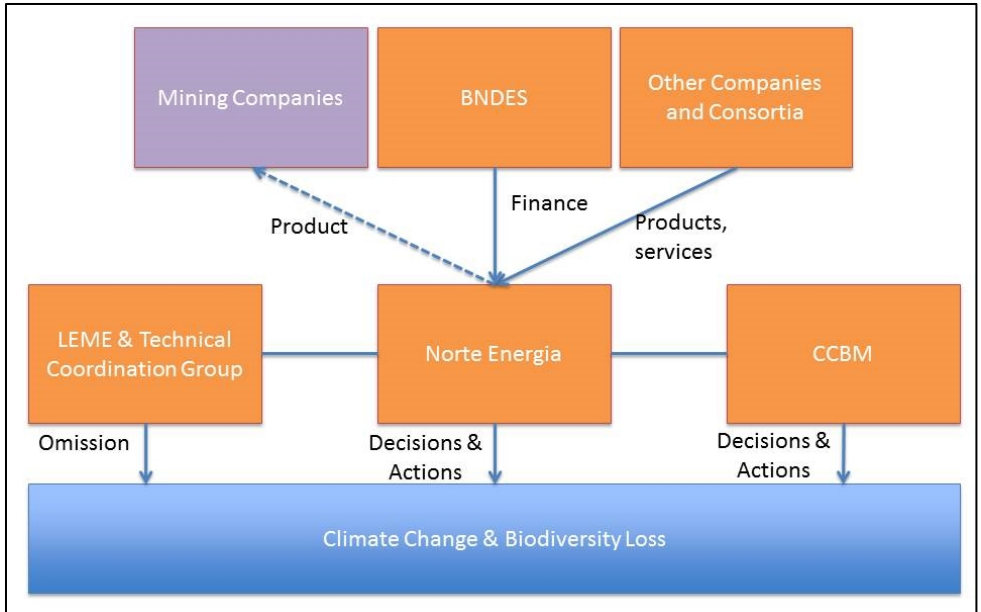 Mining Companies
BNDES
Other Companies
and Consortia
Product
Finance
Products,
services
LEME & Technical
Coordination Group
Norte Energia
CCBM
Omission
Decisions &
Actions
Decisions &
Actions
Climate Change & Biodiversity Loss